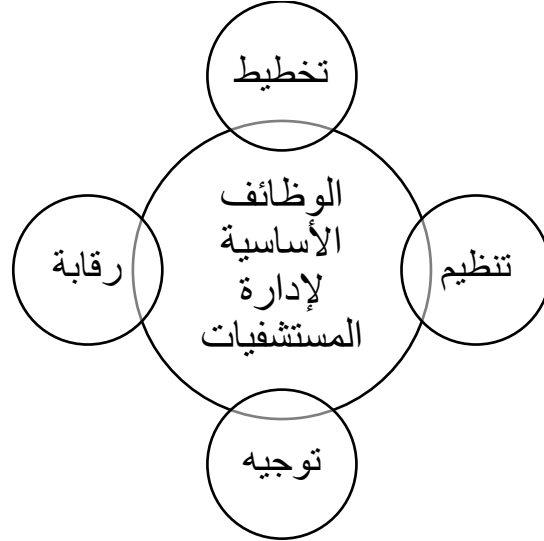 تخطيط
الوظائف
الأساسية
لإدارة
المستشفيات
تنظيم
توجيه
رقابة